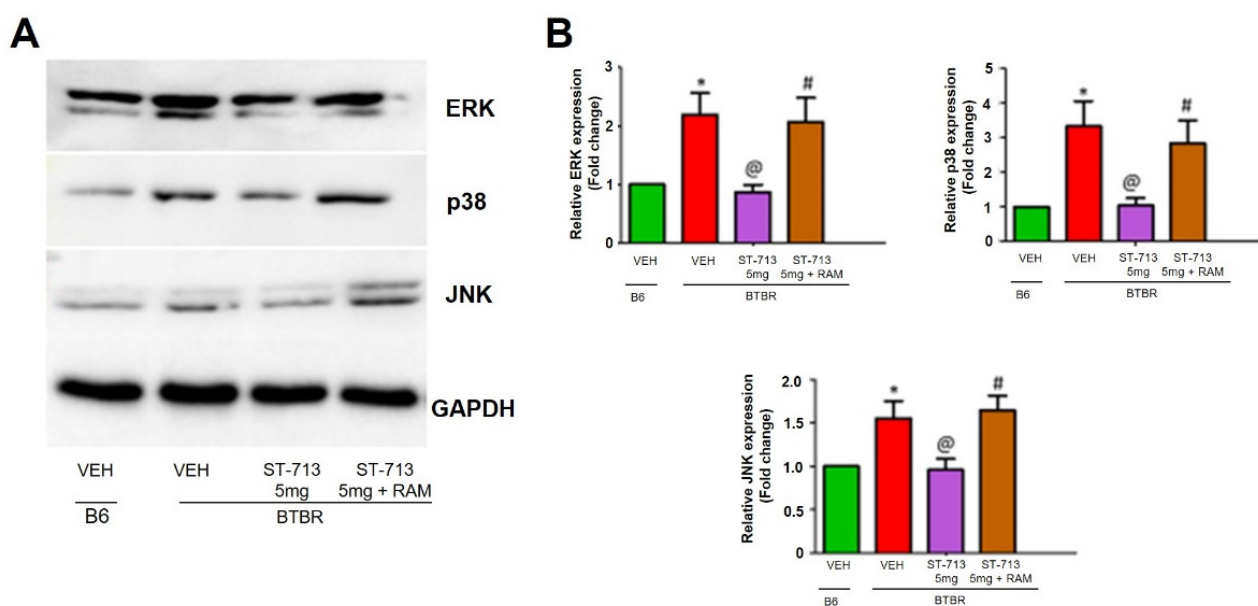 A
ERK
p38
JNK
GAPDH
VEH VEH ST-713 ST-713
5mg 5mg + RAM
B6 BTBR
B
Relative ERK expression
(Fold change)
3
2
1
0
*
@
#
VEH VEH ST-713 ST-713
5mg 5mg + RAM
B6 BTBR
Relative p38 expression
(Fold change)
5
4
3
2
1
0
*
@
#
VEH VEH ST-713 ST-713
5mg 5mg + RAM
B6 BTBR
Relative JNK expression
(Fold change)
2.0
1.5
1.0
0.5
0.0
*
@
#
VEH VEH ST-713 ST-713
5mg 5mg + RAM
B6 BTBR